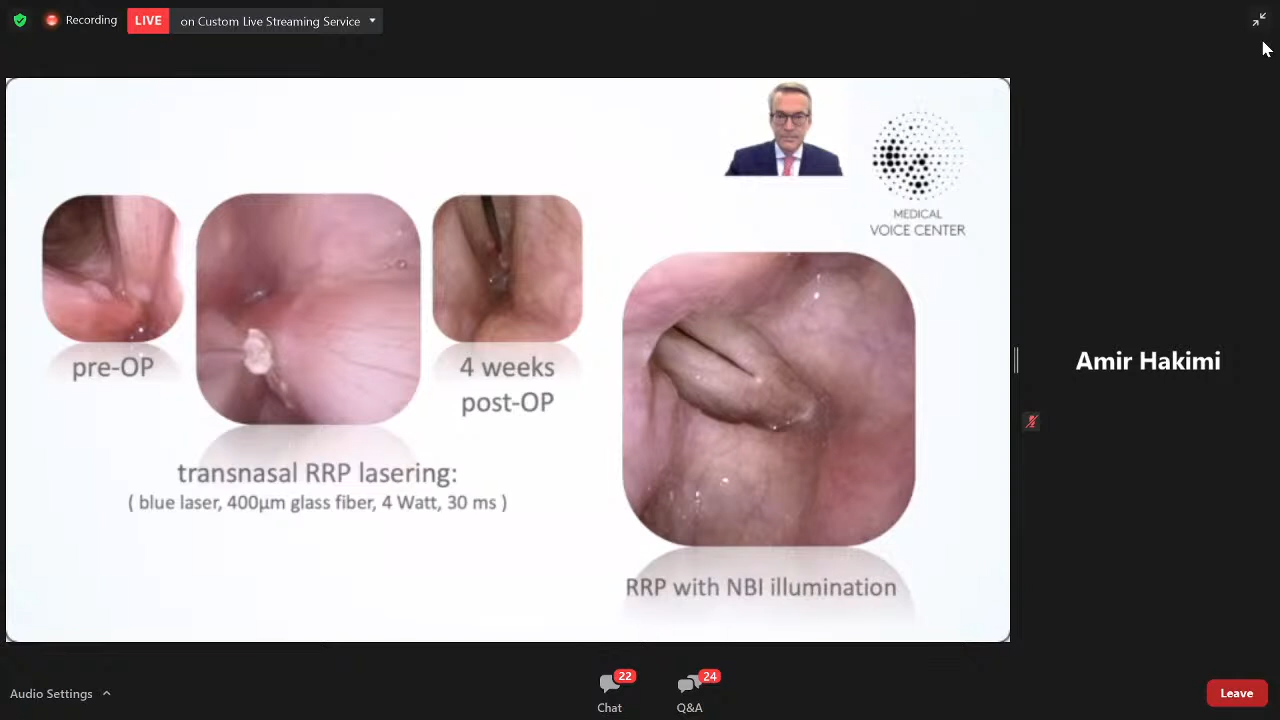 Recording
LIVE
on Custom Live Streaming Service
MEDICAL
VOICE CENTER
pre-OP
4 weeks
post-OP
transnasal RRP lasering:
( blue laser, 400µm glass fiber, 4 Watt, 30 ms )
RRP with NBI illumination
Amir Hakimi
Audio Settings
22
Chat
24
Q&A
Leave